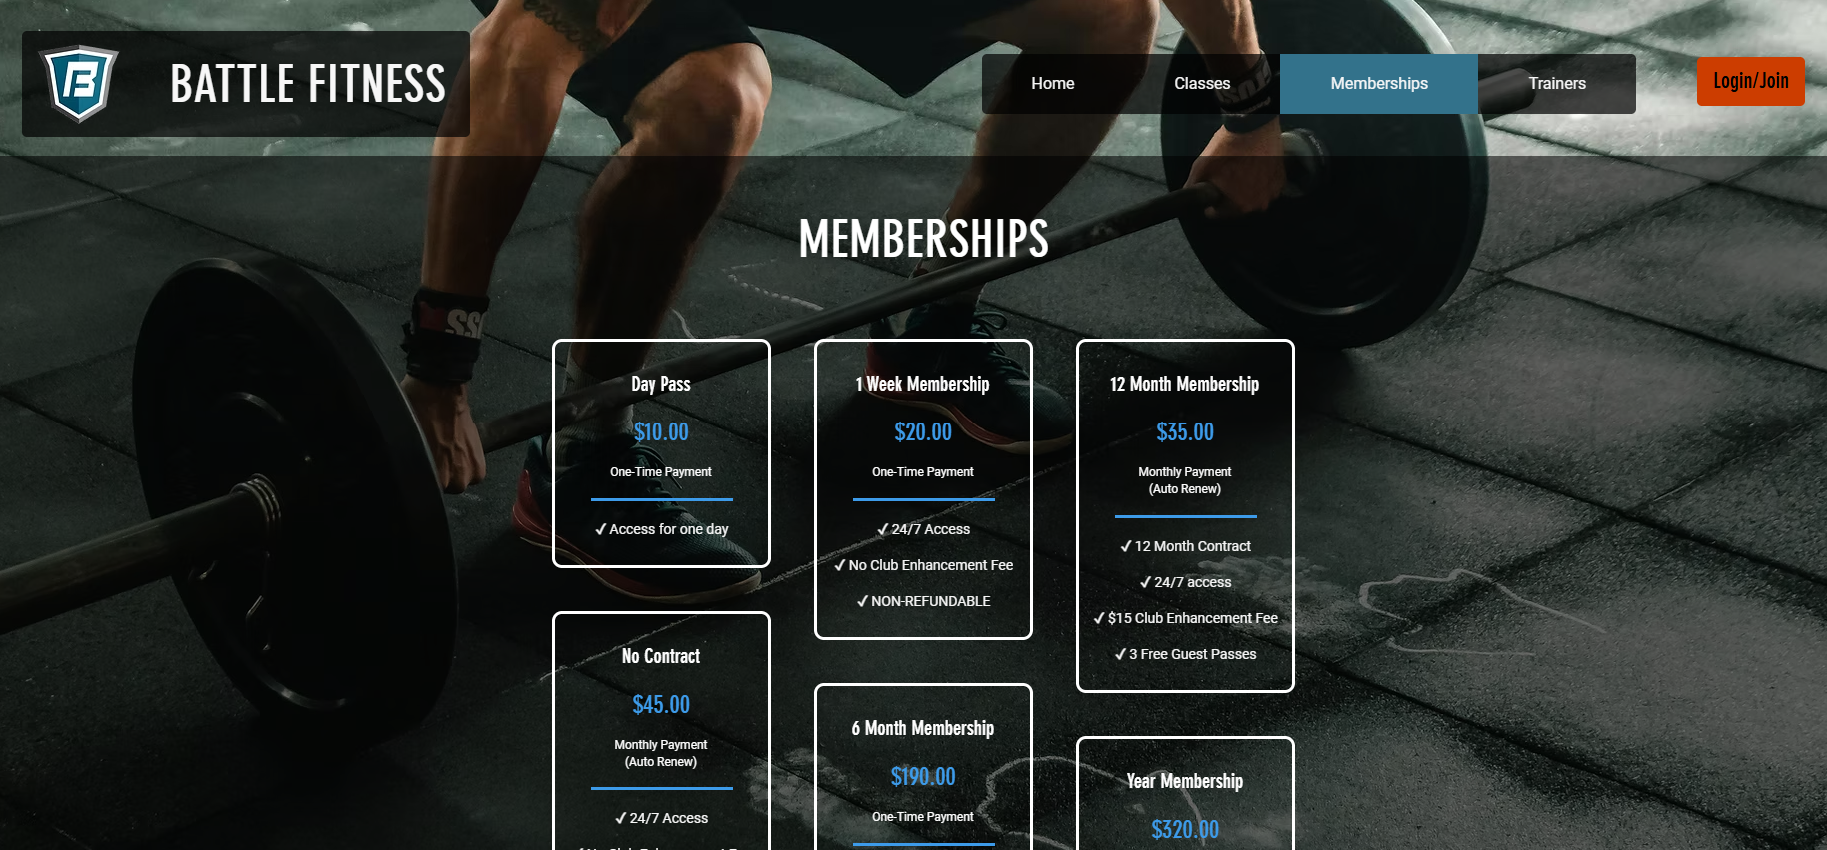 BATTLE FITNESS
Home
Classes
Memberships
Trainers
Login/Join
MEMBERSHIPS
Day Pass
$10.00
One-Time Payment
✓ Access for one day
1 Week Membership
$20.00
One-Time Payment
✓ 24/7 Access
✓ No Club Enhancement Fee
✓ NON-REFUNDABLE
12 Month Membership
$35.00
Monthly Payment
(Auto Renew)
✓ 12 Month Contract
✓ 24/7 access
✓ $15 Club Enhancement Fee
✓ 3 Free Guest Passes
No Contract
$45.00
Monthly Payment
(Auto Renew)
✓ 24/7 Access
6 Month Membership
$190.00
One-Time Payment
Year Membership
$320.00